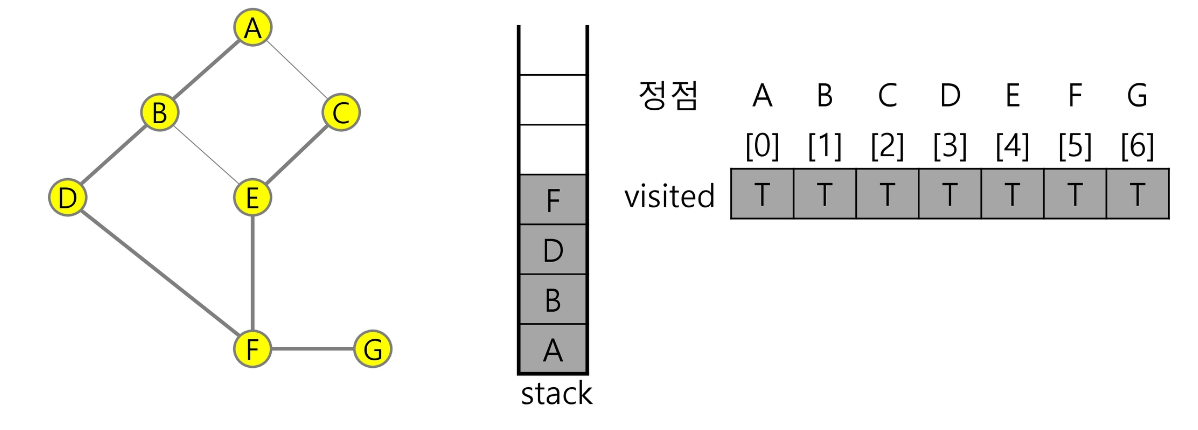 A
B
C
D
E
F
G
F
D
B
A
stack
정점 A B C D E F G
[0] [1] [2] [3] [4] [5] [6]
visited T T T T T T T